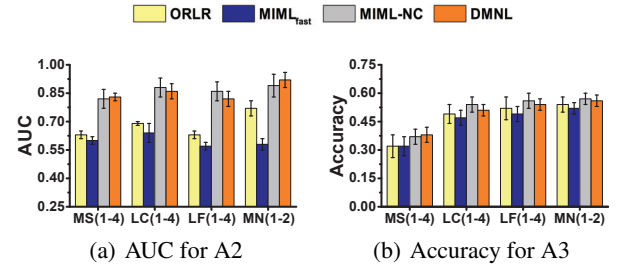 ORLR MIML_fast MIML-NC DMNL
AUC
1.00
0.85
0.70
0.55
0.40
0.25
MS(1-4) LC(1-4) LF(1-4) MN(1-2)
(a) AUC for A2
Accuracy
0.75
0.60
0.45
0.30
0.15
0.00
MS(1-4) LC(1-4) LF(1-4) MN(1-2)
(b) Accuracy for A3